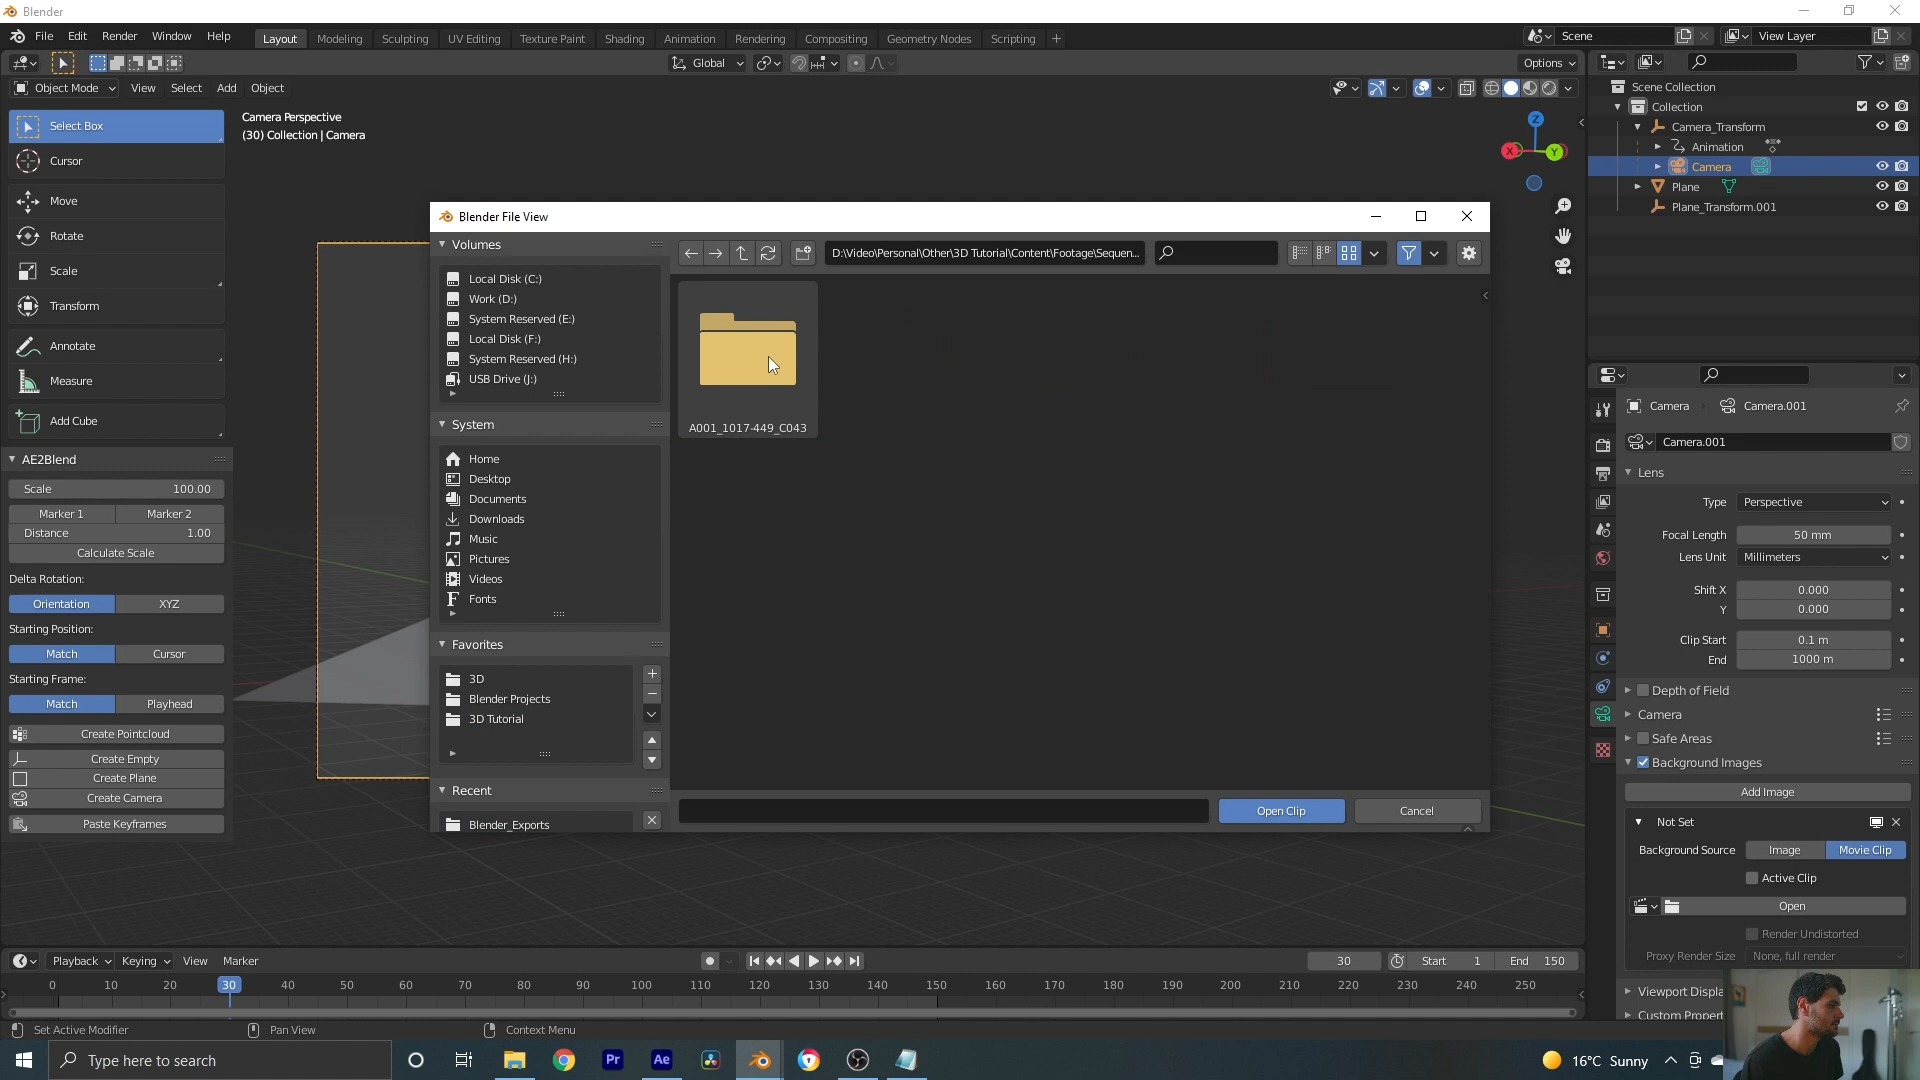 Blender
File Edit Render Window Help
Layout Modeling Sculpting UV Editing Texture Paint Shading Animation Rendering Compositing Geometry Nodes Scripting +
Scene
View Layer
Global
Options
Object Mode View Select Add Object
Camera Perspective
(30) Collection | Camera
Select Box
Cursor
Move
Rotate
Scale
Transform
Annotate
Measure
Add Cube
AE2Blend
Scale 100.00
Marker 1 Marker 2
Distance 1.00
Calculate Scale
Delta Rotation:
Orientation XYZ
Starting Position:
Match Cursor
Starting Frame:
Match Playhead
Create Pointcloud
Create Empty
Create Plane
Create Camera
Paste Keyframes
Z
X
Y
Blender File View
Volumes
Local Disk (C:)
Work (D:)
System Reserved (E:)
Local Disk (F:)
System Reserved (H:)
USB Drive (J:)
System
Home
Desktop
Documents
Downloads
Music
Pictures
Videos
Fonts
Favorites
3D
Blender Projects
3D Tutorial
Recent
Blender_Exports
D:\Video\Personal\Other\3D Tutorial\Content\Footage\Sequen...
A001_1017-449_C043
Open Clip
Cancel
Scene Collection
Collection
Camera_Transform
Animation
Camera
Plane
Plane_Transform.001
Camera Camera.001
Camera.001
Lens
Type Perspective
Focal Length 50 mm
Lens Unit Millimeters
Shift X 0.000
Y 0.000
Clip Start 0.1 m
End 1000 m
Depth of Field
Camera
Safe Areas
Background Images
Add Image
Not Set
Background Source Image Movie Clip
Active Clip
Open
Render Undistorted
Proxy Render Size None, full render
Viewport Displa
Custom Propert
Playback Keying View Marker
30
Start 1
End 150
0 10 20 30 40 50 60 70 80 90 100 110 120 130 140 150 160 170 180 190 200 210 220 230 240 250
Set Active Modifier
Pan View
Context Menu
Type here to search
Pr
Ae
16°C Sunny